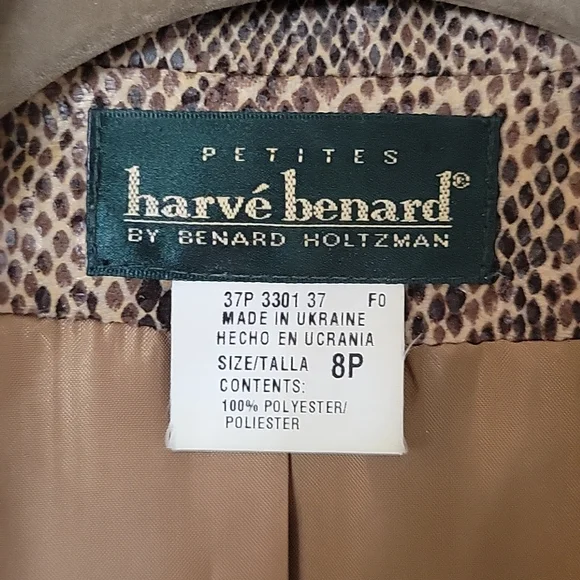 PETITES
harvé benard®
BY BENARD HOLTZMAN
37P 3301 37 F0
MADE IN UKRAINE
HECHO EN UCRANIA
SIZE/TALLA 8P
CONTENTS:
100% POLYESTER/
POLIESTER